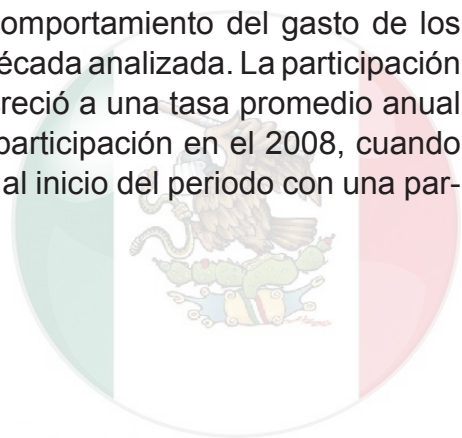 omportamiento del gasto de los
écada analizada. La participación
reció a una tasa promedio anual
participación en el 2008, cuando
al inicio del periodo con una par-